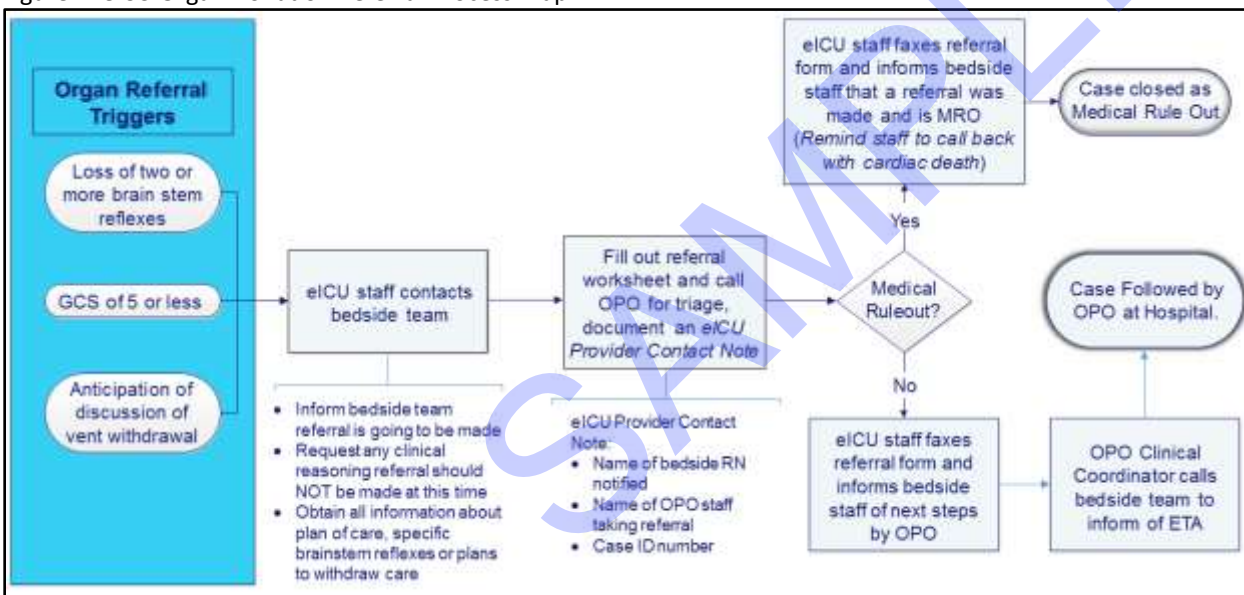 Organ Referral
Triggers
Loss of two or
more brain stem
reflexes
GCS of 5 or less
Anticipation of
discussion of
vent withdrawal
eICU staff contacts
bedside team
• Inform bedside team
referral is going to be made
• Request any clinical
reasoning referral should
NOT be made at this time
• Obtain all information about
plan of care, specific
brainstem reflexes or plans
to withdraw care
Fill out referral
worksheet and call
OPO for triage,
document an eICU
Provider Contact Note
eICU Provider Contact
Note:
• Name of bedside RN
notified
• Name of OPO staff
taking referral
• Case ID number
Medical
Ruleout?
Yes
eICU staff faxes referral
form and informs bedside
staff that a referral was
made and is MRO
(Remind staff to call back
with cardiac death)
Case closed as
Medical Rule Out
No
eICU staff faxes
referral form and
informs bedside
staff of next steps
by OPO
OPO Clinical
Coordinator calls
bedside team to
inform of ETA
Case Followed by
OPO at Hospital.
SAMPL